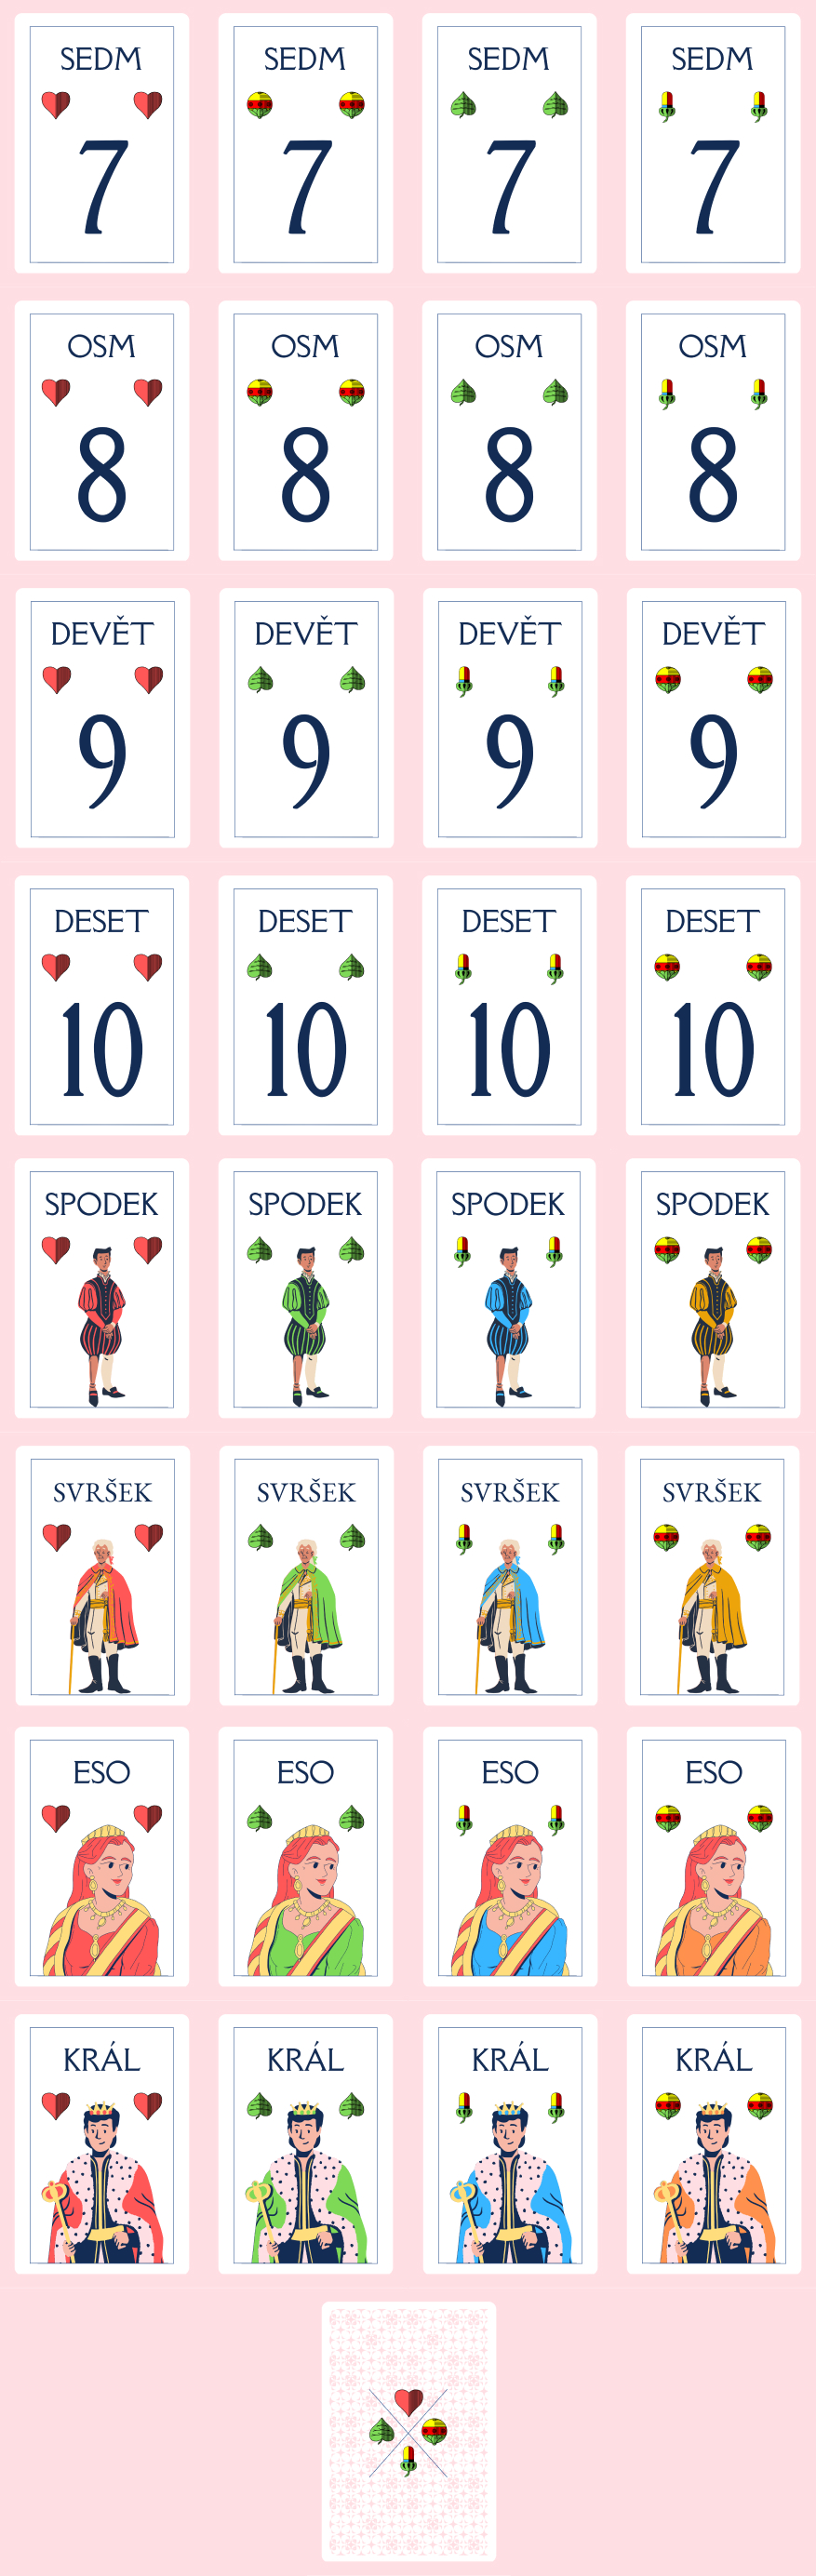 SEDM SEDM SEDM SEDM
7 7 7 7
OSM OSM OSM OSM
8 8 8 8
DEVĚT DEVĚT DEVĚT DEVĚT
9 9 9 9
DESET DESET DESET DESET
10 10 10 10
SPODEK SPODEK SPODEK SPODEK
SVRŠEK SVRŠEK SVRŠEK SVRŠEK
ESO ESO ESO ESO
KRÁL KRÁL KRÁL KRÁL